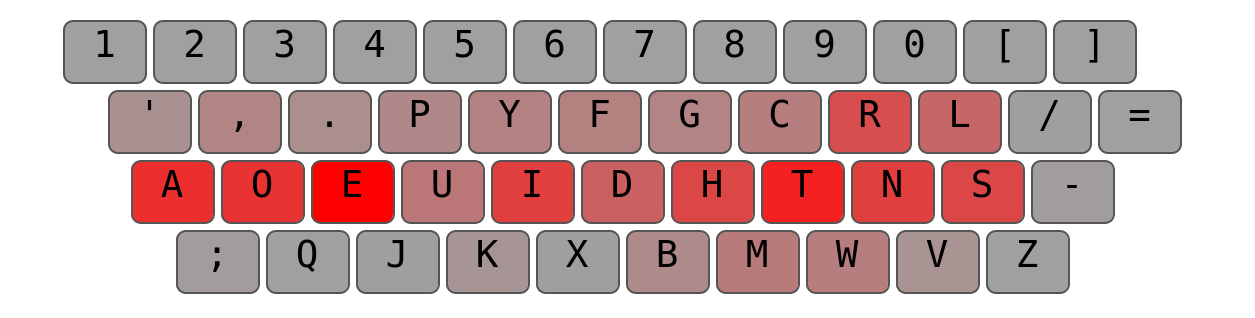 1 2 3 4 5 6 7 8 9 0 [ ]
' , . P Y F G C R L / =
A O E U I D H T N S -
; Q J K X B M W V Z